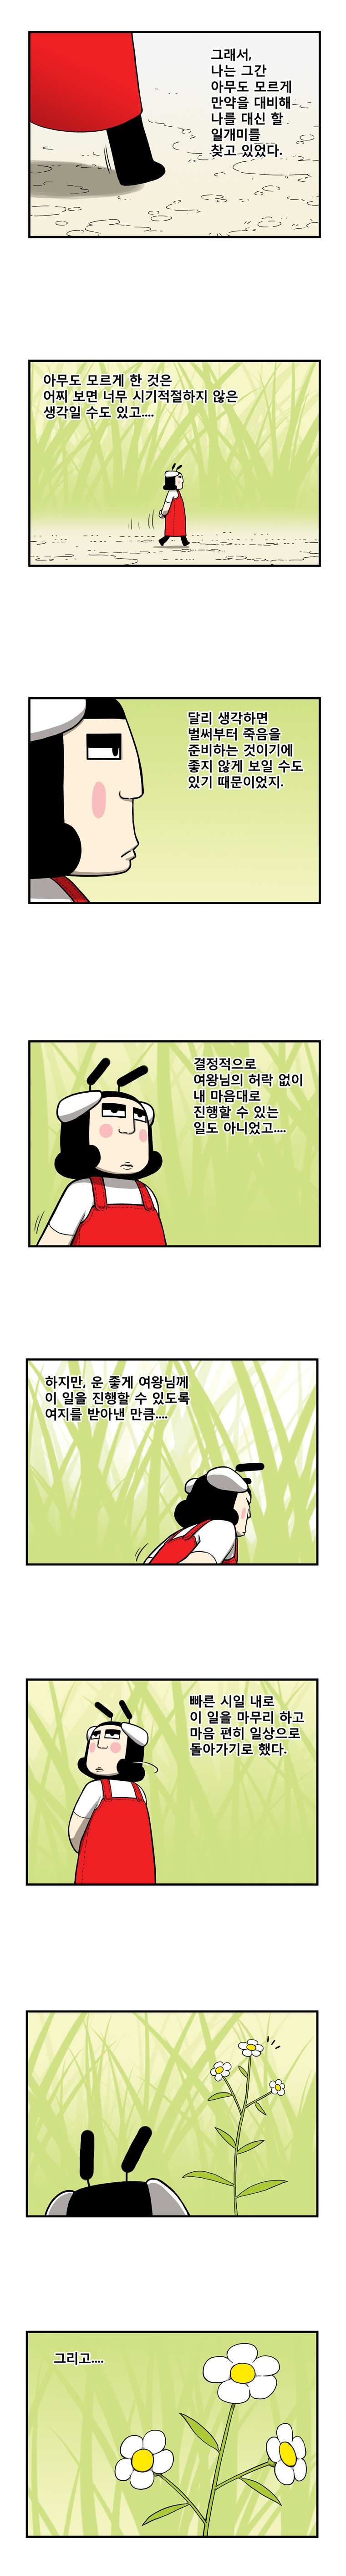 그래서,
나는 그간
아무도 모르게
만약을 대비해
나를 대신 할
일개미를
찾고 있었다.
아무도 모르게 한 것은
어찌 보면 너무 시기적절하지 않은
생각일 수도 있고....
달리 생각하면
벌써부터 죽음을
준비하는 것이기에
좋지 않게 보일 수도
있기 때문이었지.
결정적으로
여왕님의 허락 없이
내 마음대로
진행할 수 있는
일도 아니었고....
하지만, 운 좋게 여왕님께
이 일을 진행할 수 있도록
여지를 받아낸 만큼....
빠른 시일 내로
이 일을 마무리 하고
마음 편히 일상으로
돌아가기로 했다.
그리고....